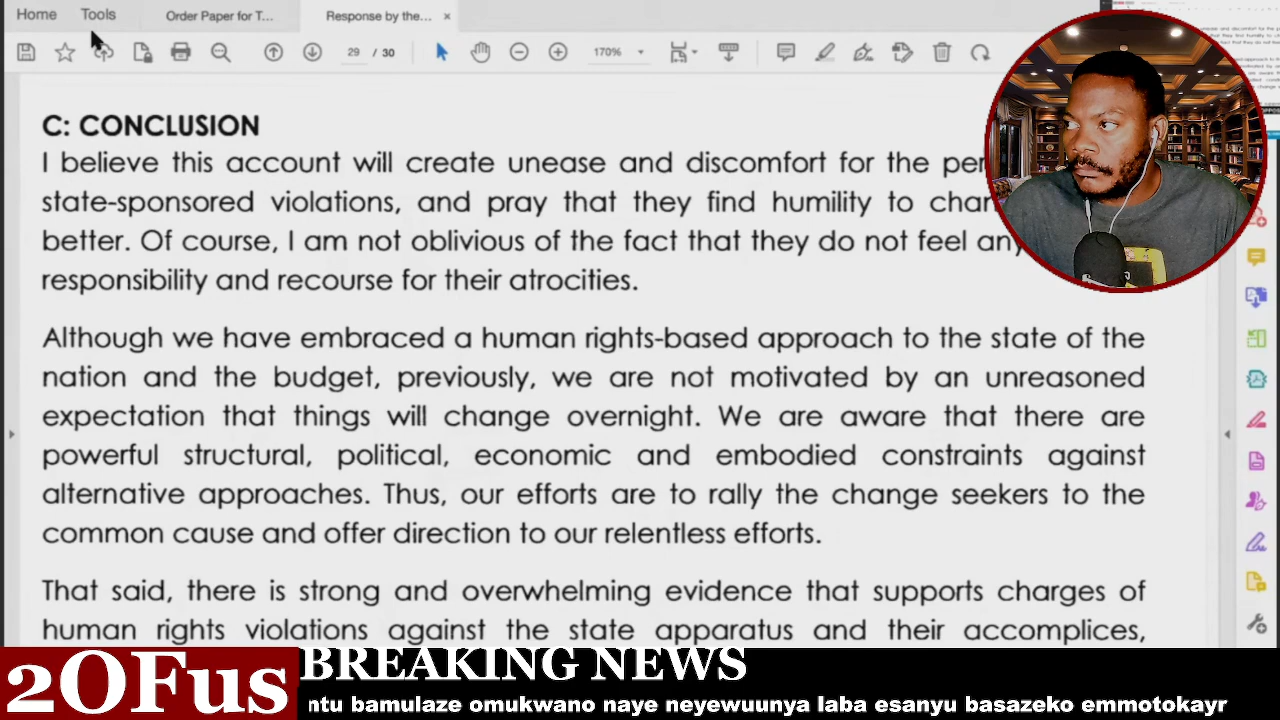 Home Tools Order Paper for T... Response by the... ×
29 / 30 170%
C: CONCLUSION
I believe this account will create unease and discomfort for the
state-sponsored violations, and pray that they find humility to
better. Of course, I am not oblivious of the fact that they do not feel
responsibility and recourse for their atrocities.
Although we have embraced a human rights-based approach to the state of the
nation and the budget, previously, we are not motivated by an unreasoned
expectation that things will change overnight. We are aware that there are
powerful structural, political, economic and embodied constraints against
alternative approaches. Thus, our efforts are to rally the change seekers to the
common cause and offer direction to our relentless efforts.
That said, there is strong and overwhelming evidence that supports charges of
human rights violations against the state apparatus and their accomplices,
2OFus
BREAKING NEWS
ntu bamulaze omukwano naye neyewuunya laba esanyu basazeko emmotokayr